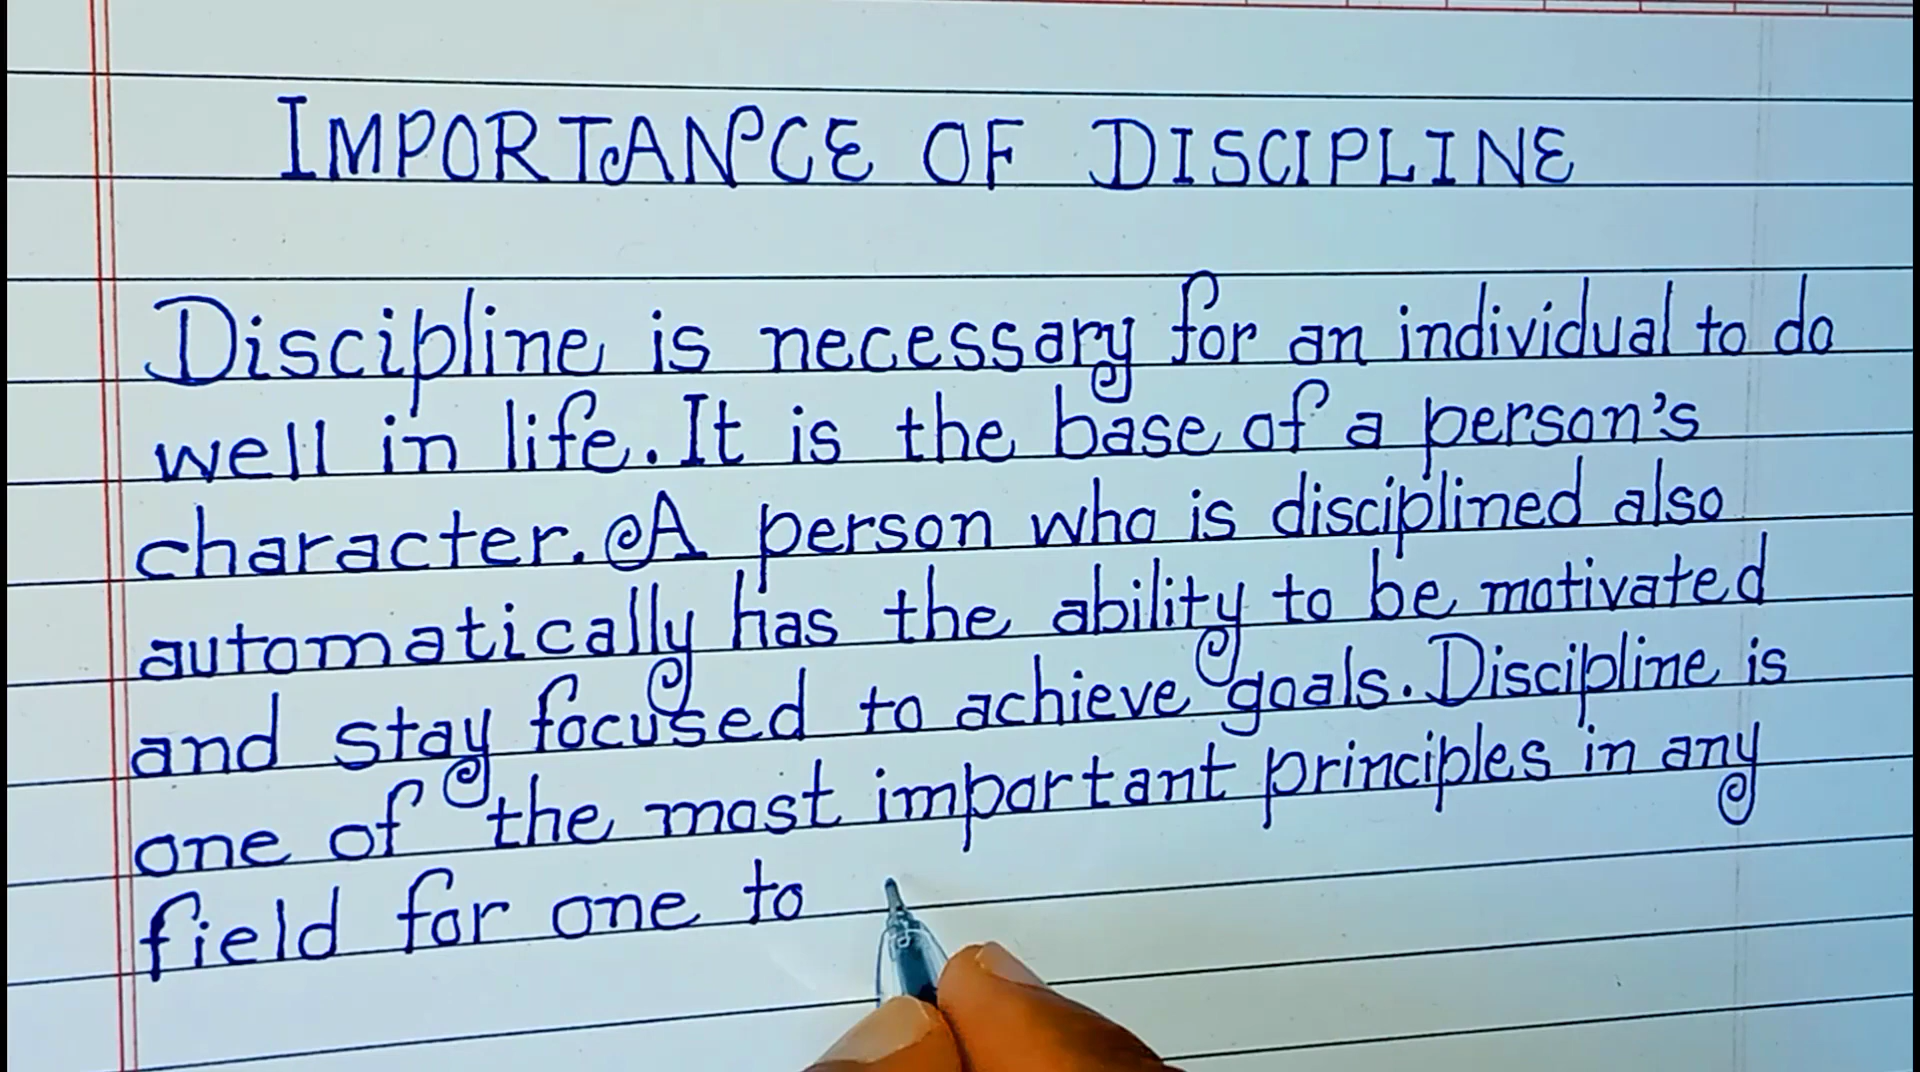 IMPORTANCE OF DISCIPLINE
Discipline is necessary for an individual to do
well in life. It is the base of a person's
character. A person who is disciplined also
automatically has the ability to be motivated
and stay focused to achieve goals. Discipline is
one of the most important principles in any
field for one to